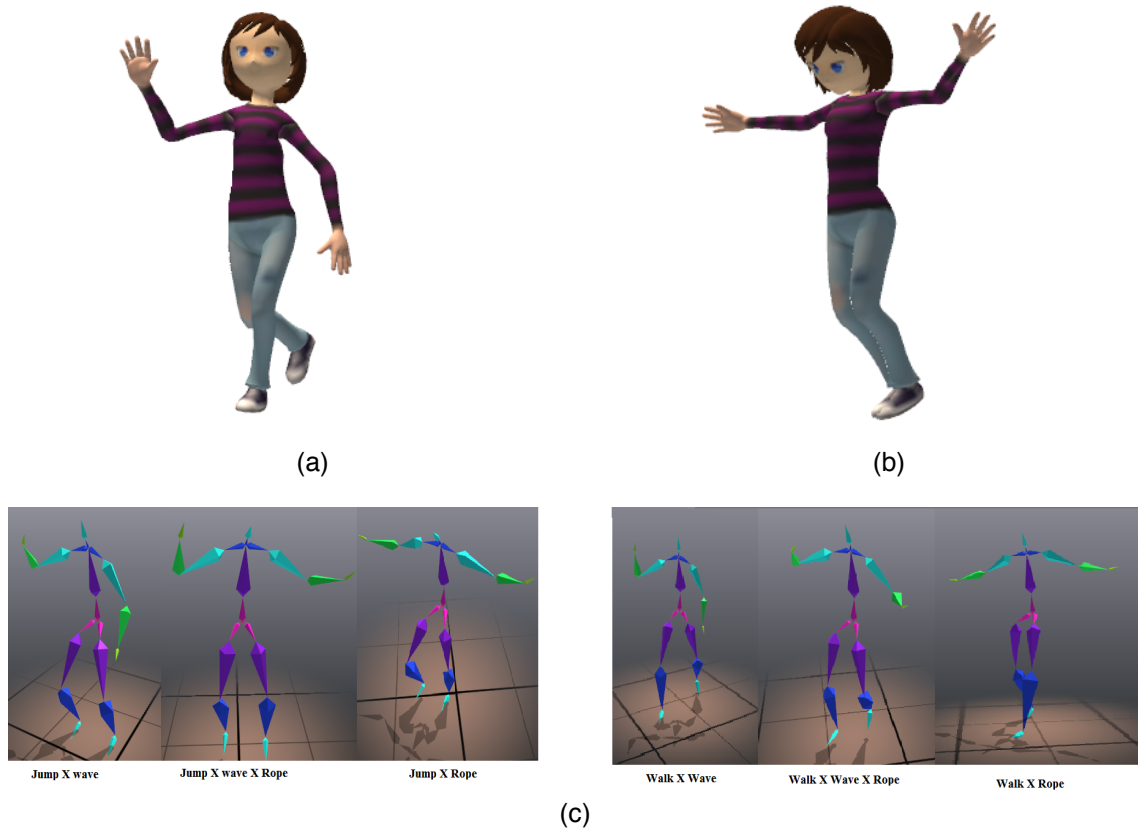 (a)
(b)
Jump X wave
Jump X wave X Rope
Jump X Rope
Walk X Wave
Walk X Wave X Rope
Walk X Rope
(c)